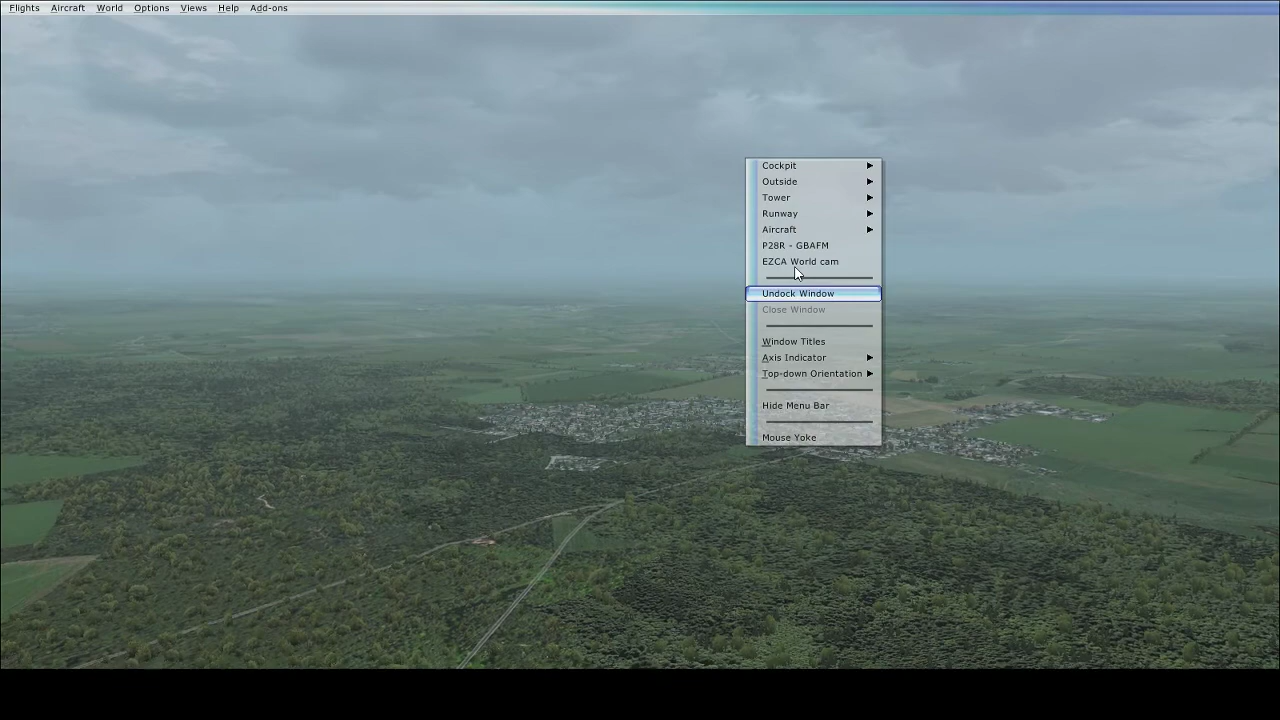 Flights Aircraft World Options Views Help Add-ons
Cockpit
Outside
Tower
Runway
Aircraft
P28R - GBAFM
EZCA World cam
Undock Window
Close Window
Window Titles
Axis Indicator
Top-down Orientation
Hide Menu Bar
Mouse Yoke